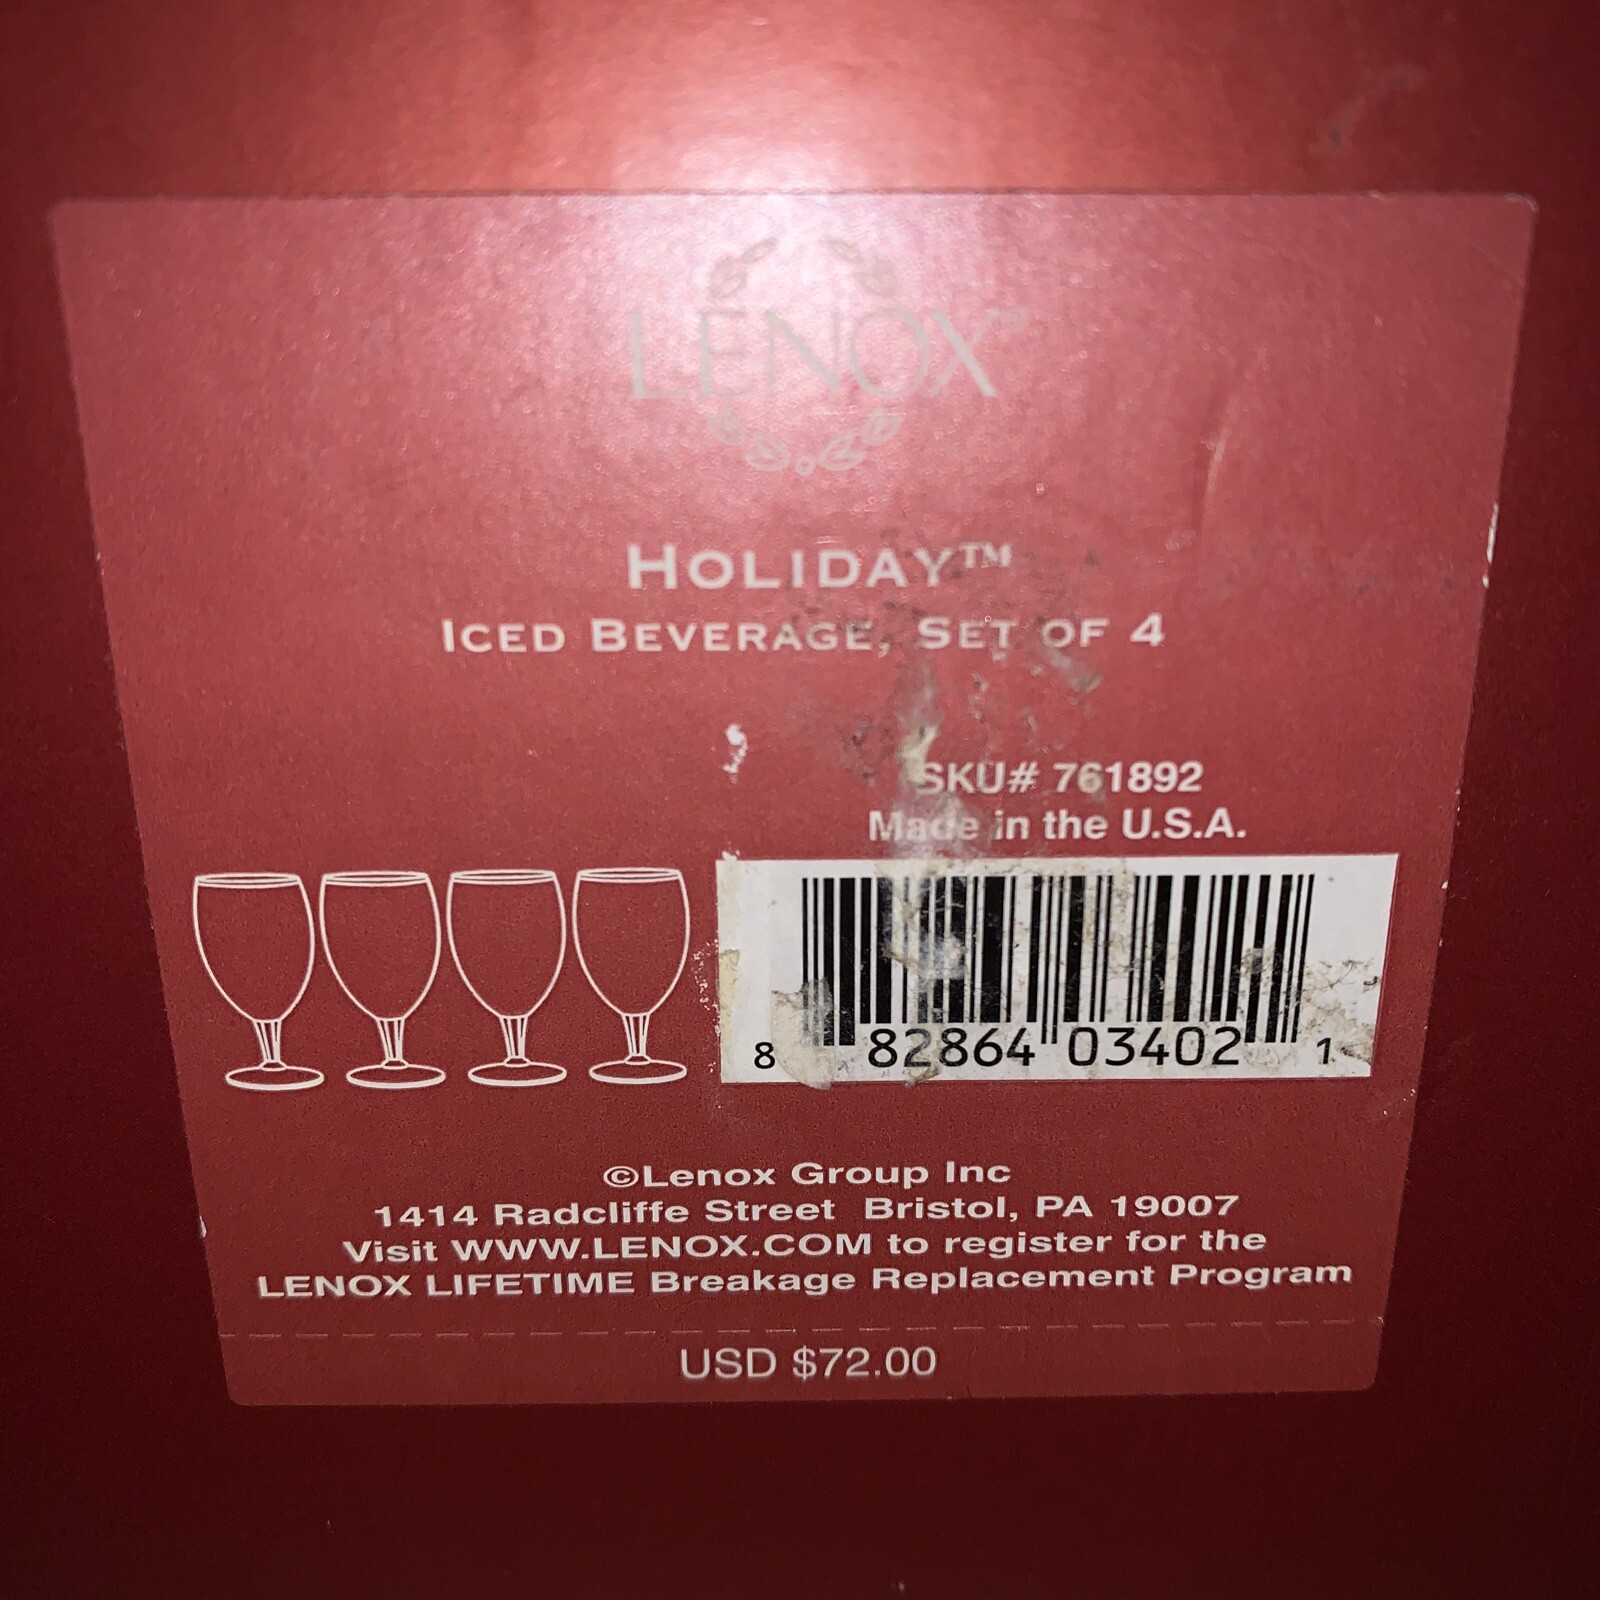 LENOX®
HOLIDAY™
ICED BEVERAGE, SET OF 4
SKU# 761892
Made in the U.S.A.
8 82864 03402 1
©Lenox Group Inc
1414 Radcliffe Street Bristol, PA 19007
Visit WWW.LENOX.COM to register for the
LENOX LIFETIME Breakage Replacement Program
USD $72.00